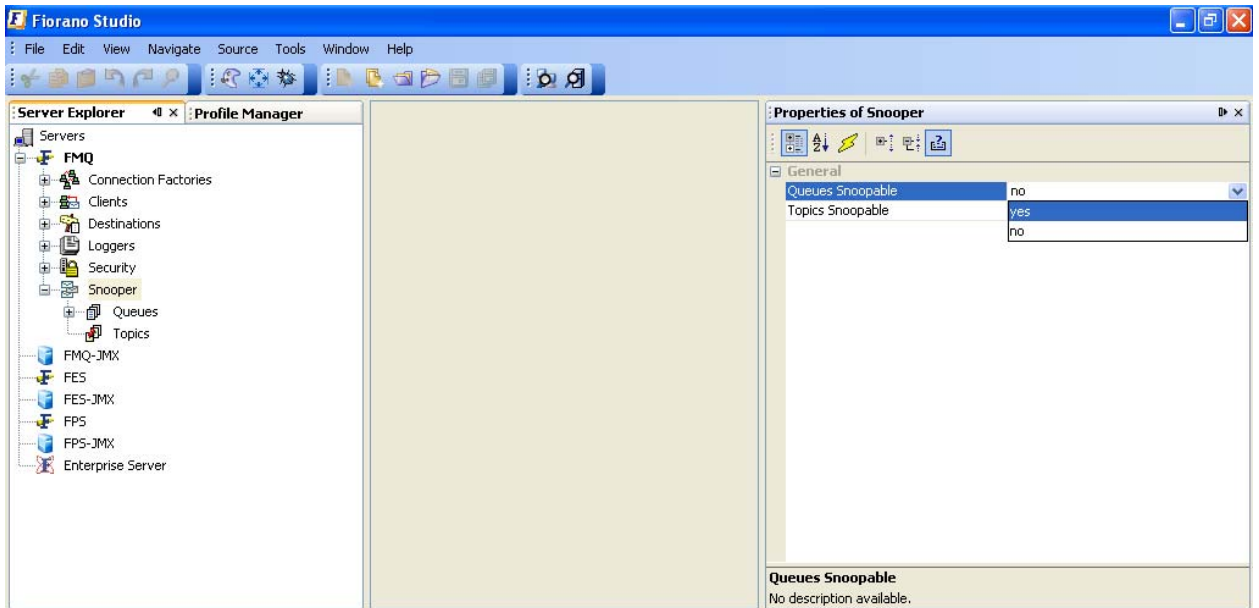 Fiorano Studio
File Edit View Navigate Source Tools Window Help
Server Explorer
Profile Manager
Servers
FMQ
Connection Factories
Clients
Destinations
Loggers
Security
Snooper
Queues
Topics
FMQ-JMX
FES
FES-JMX
FPS
FPS-JMX
Enterprise Server
Properties of Snooper
General
Queues Snoopable no
Topics Snoopable
yes
no
Queues Snoopable
No description available.